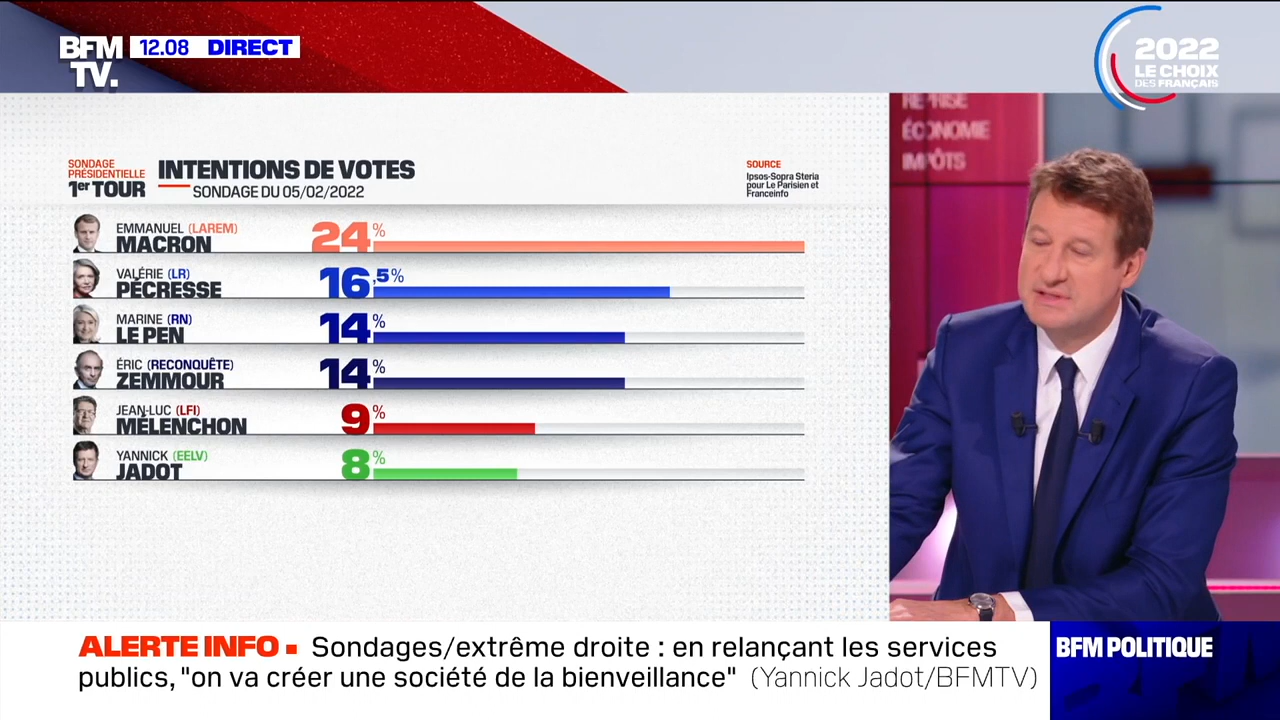 BFM
TV.
12.08 DIRECT
2022
LE CHOIX
DES FRANÇAIS
REPRISE
ÉCONOMIE
IMPÔTS
SONDAGE
PRÉSIDENTIELLE
1er TOUR
INTENTIONS DE VOTES
SONDAGE DU 05/02/2022
SOURCE
Ipsos-Sopra Steria
pour Le Parisien et
Franceinfo
EMMANUEL (LAREM)
MACRON
24%
VALÉRIE (LR)
PÉCRESSE
16,5%
MARINE (RN)
LE PEN
14%
ÉRIC (RECONQUÊTE)
ZEMMOUR
14%
JEAN-LUC (LFI)
MÉLENCHON
9%
YANNICK (EELV)
JADOT
8%
ALERTE INFO Sondages/extrême droite : en relançant les services
publics, "on va créer une société de la bienveillance" (Yannick Jadot/BFMTV)
BFM POLITIQUE